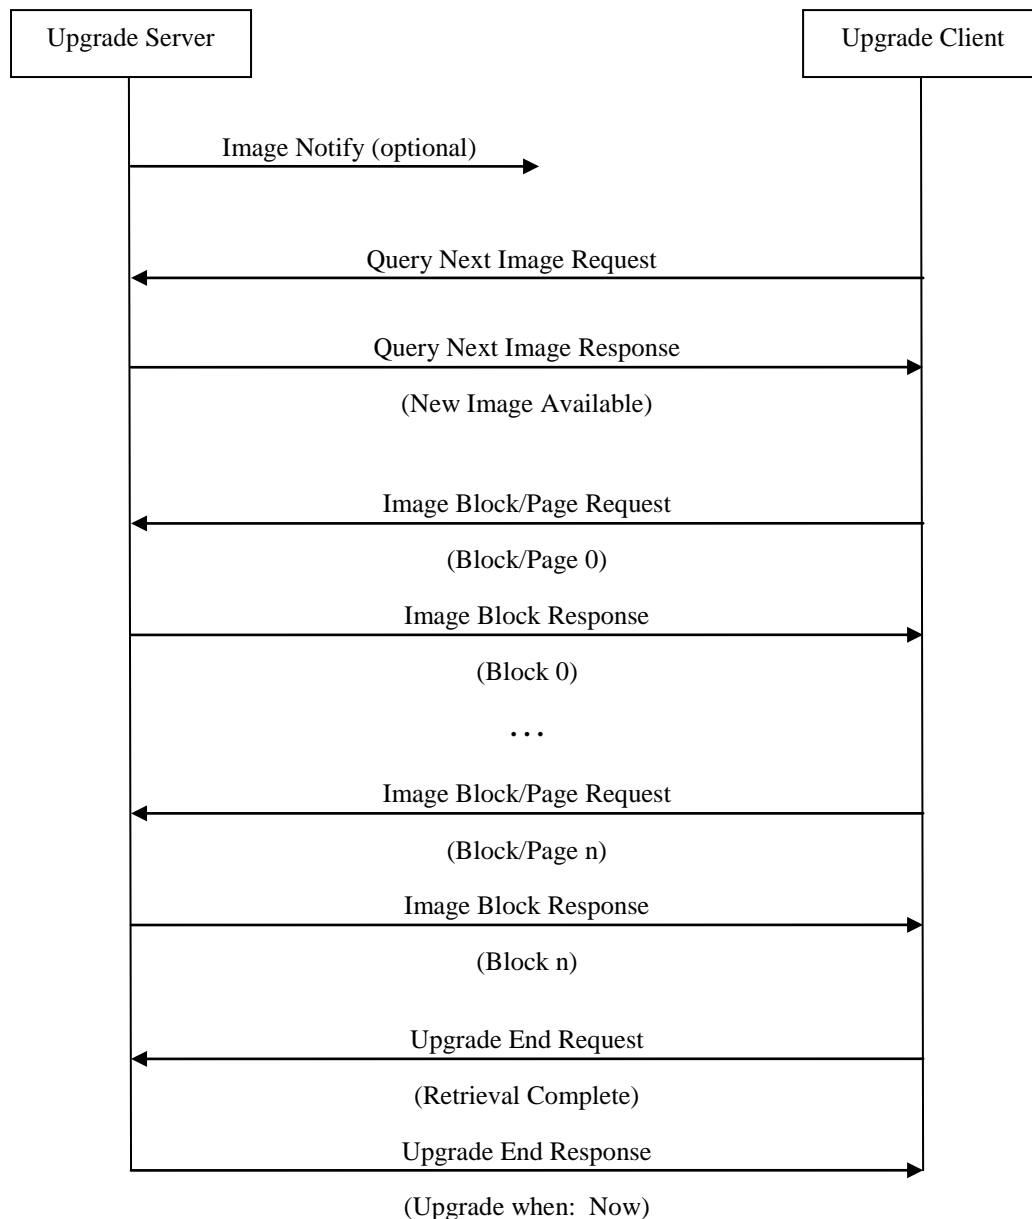 Upgrade Server
Upgrade Client
Image Notify (optional)
Query Next Image Request
Query Next Image Response
(New Image Available)
Image Block/Page Request
(Block/Page 0)
Image Block Response
(Block 0)
...
Image Block/Page Request
(Block/Page n)
Image Block Response
(Block n)
Upgrade End Request
(Retrieval Complete)
Upgrade End Response
(Upgrade when: Now)